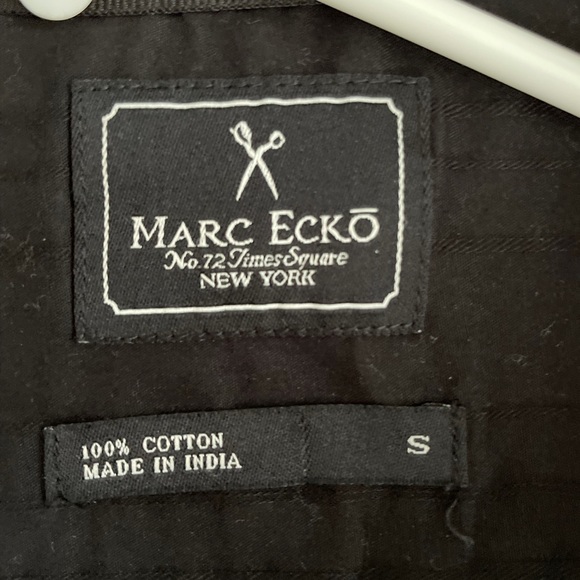 MARC ECKŌ
No. 72 Times Square
NEW YORK
100% COTTON
MADE IN INDIA
S